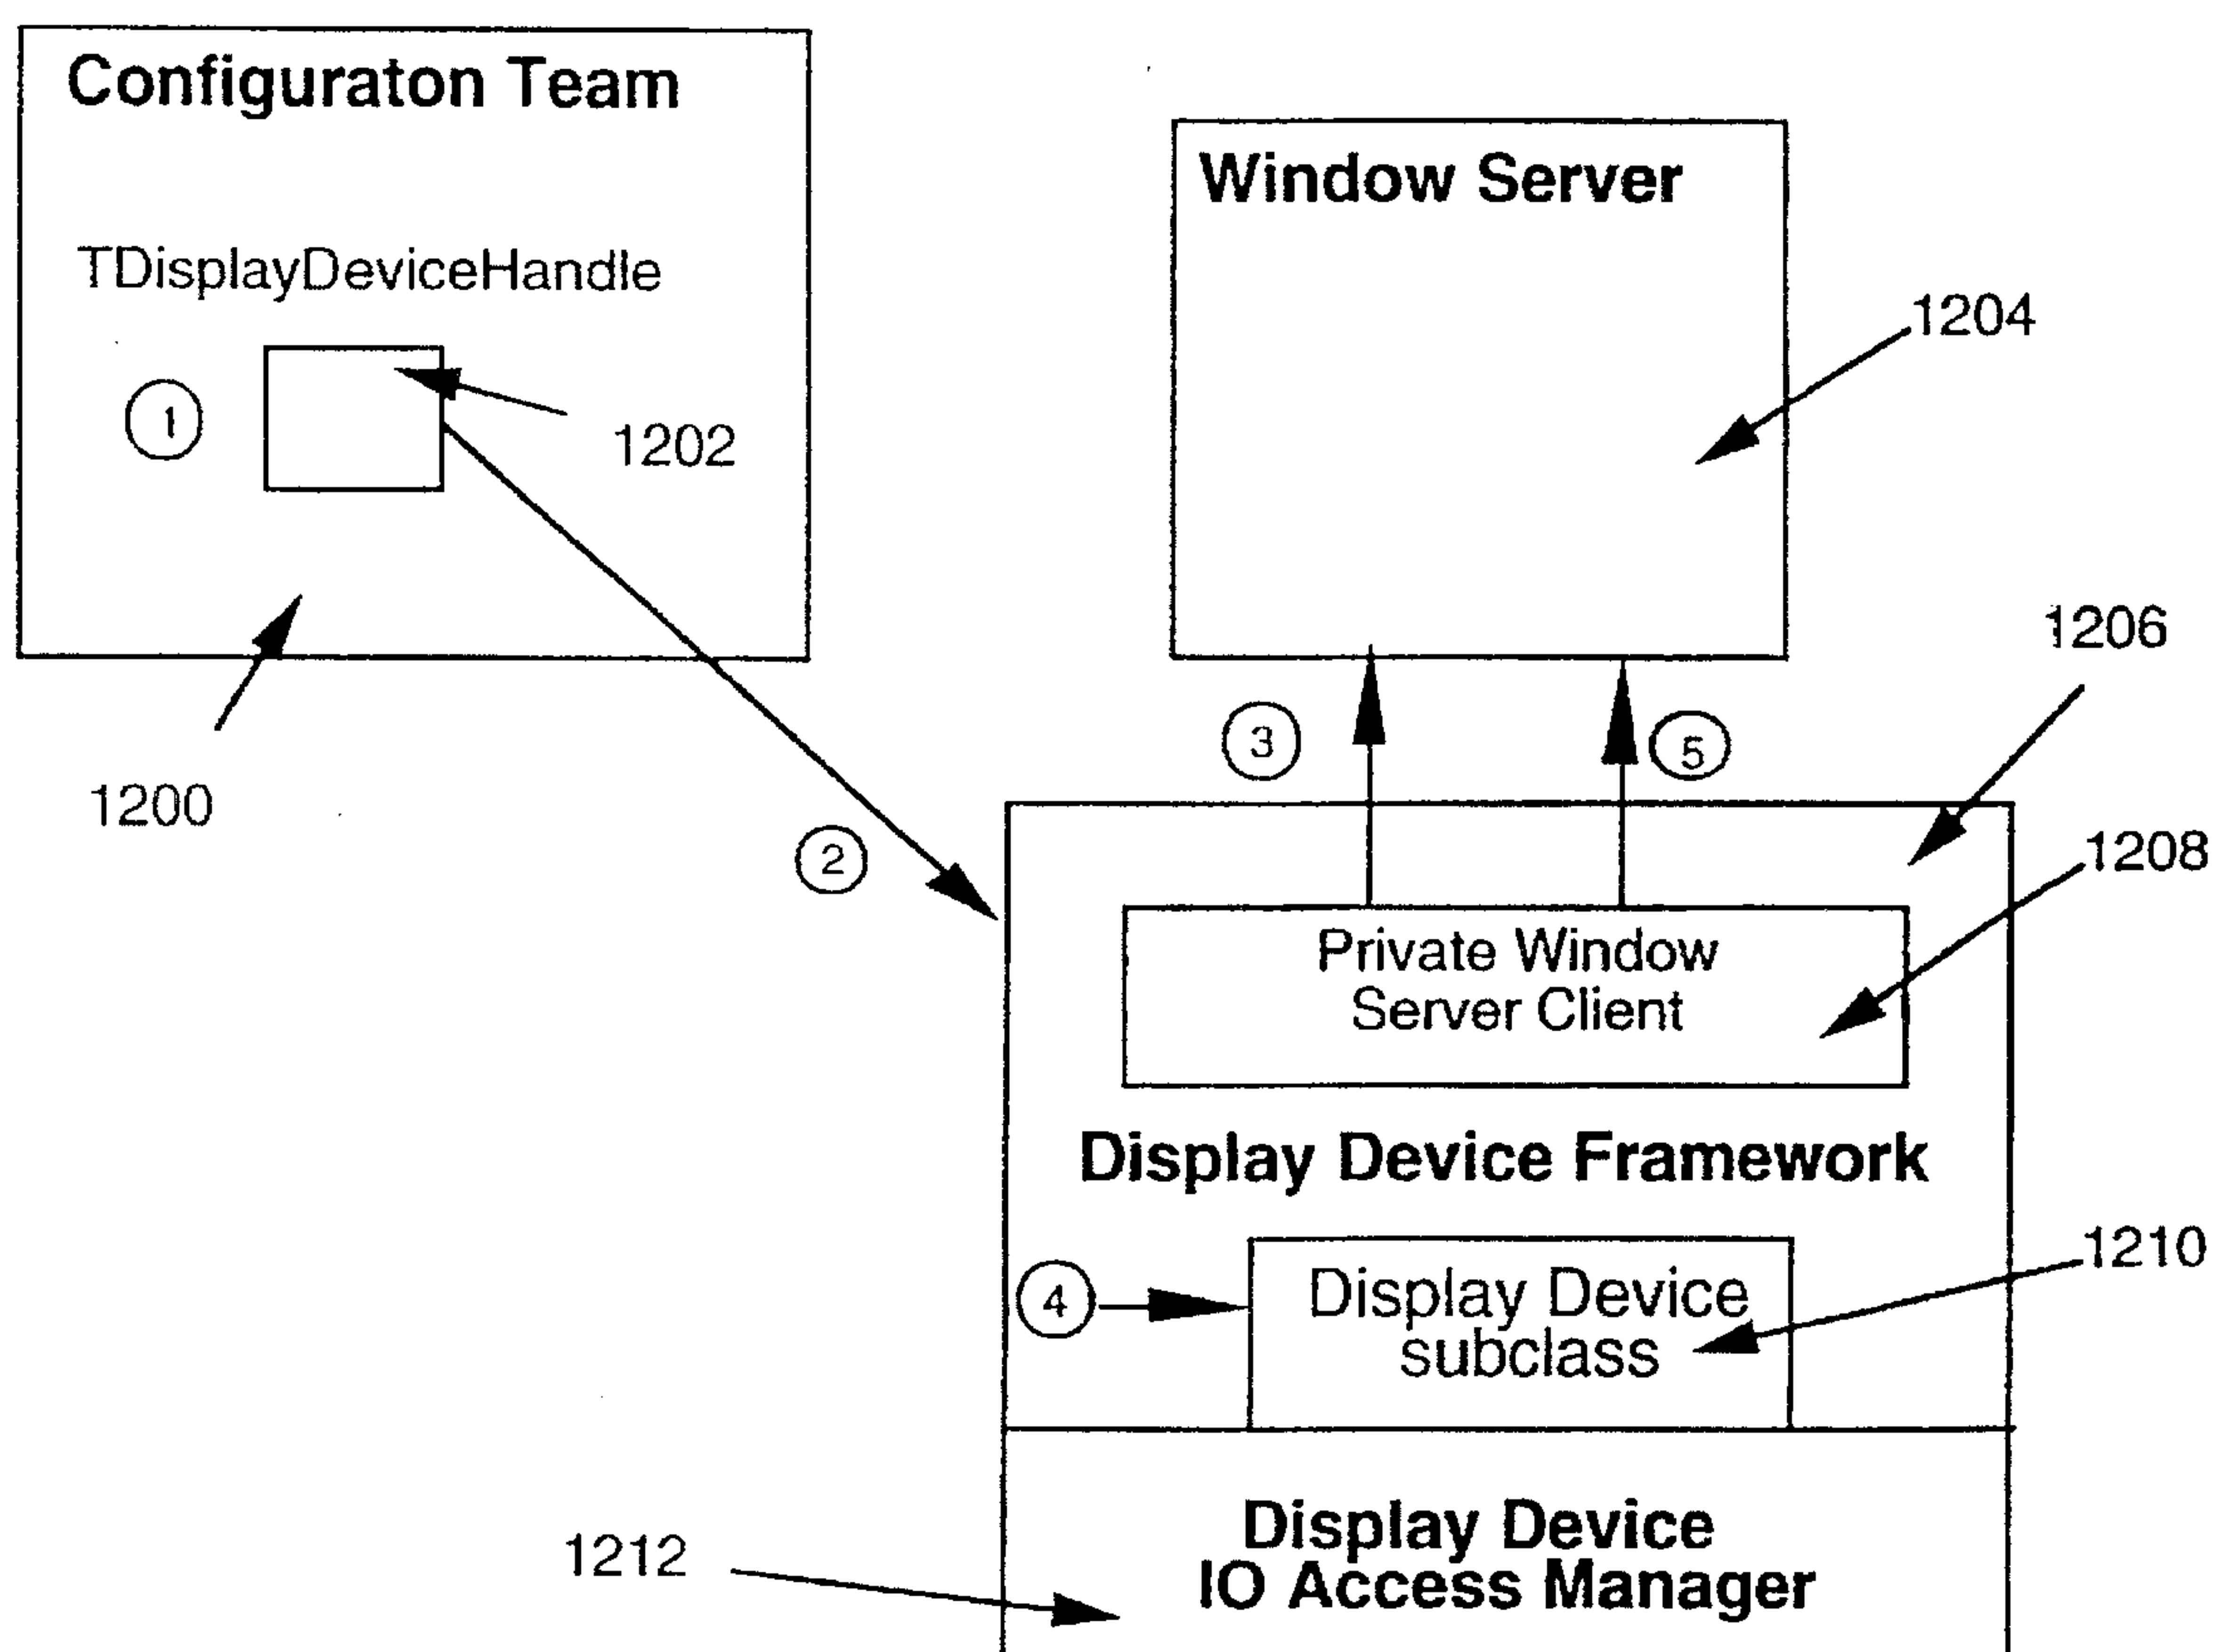 Configuraton Team
TDisplayDeviceHandle
1
1202
1200
2
Window Server
1204
3
5
1206
1208
Private Window
Server Client
Display Device Framework
4
Display Device
subclass
1210
1212
Display Device
IO Access Manager